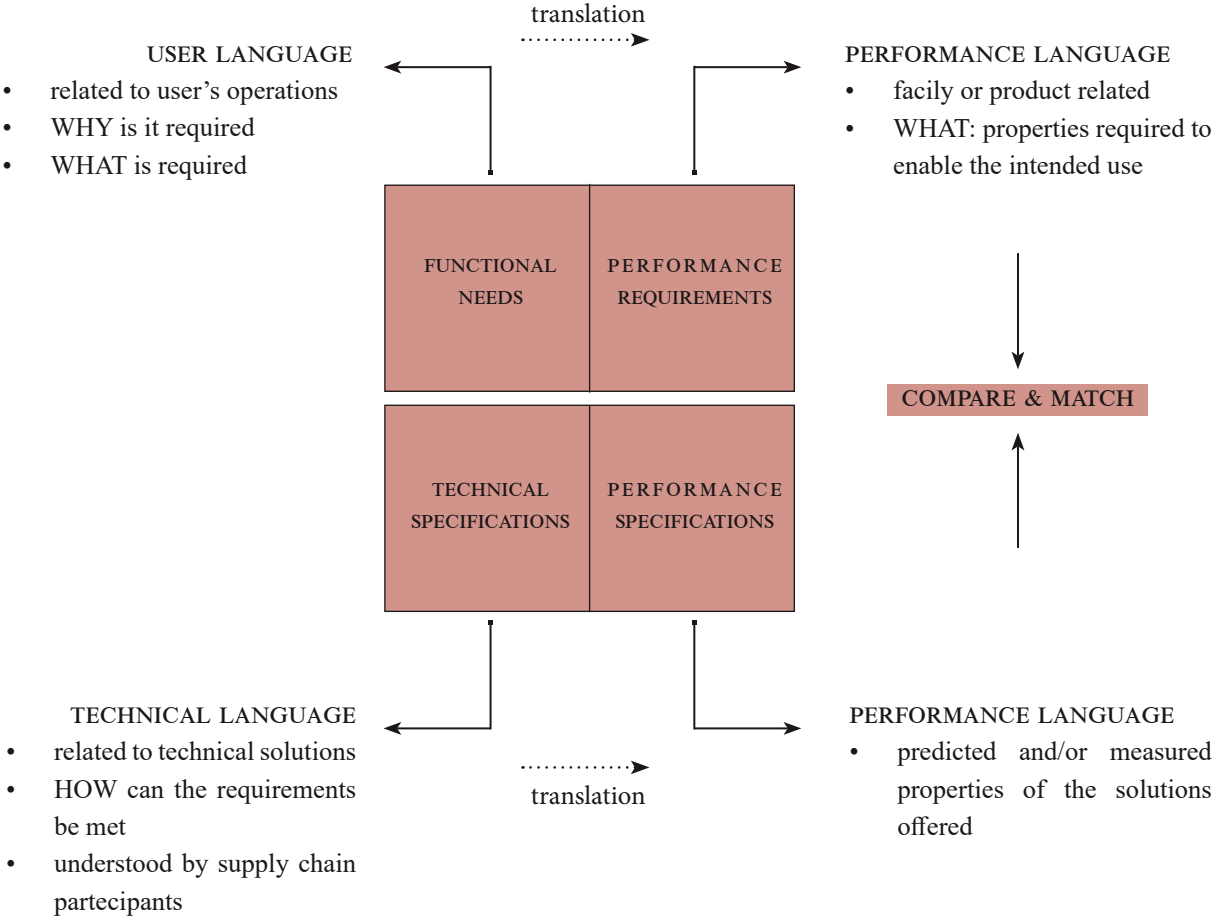 translation
USER LANGUAGE
• related to user's operations
• WHY is it required
• WHAT is required
PERFORMANCE LANGUAGE
• facily or product related
• WHAT: properties required to
enable the intended use
FUNCTIONAL
NEEDS
PERFORMANCE
REQUIREMENTS
COMPARE & MATCH
TECHNICAL
SPECIFICATIONS
PERFORMANCE
SPECIFICATIONS
TECHNICAL LANGUAGE
• related to technical solutions
• HOW can the requirements
be met
• understood by supply chain
partecipants
translation
PERFORMANCE LANGUAGE
• predicted and/or measured
properties of the solutions
offered